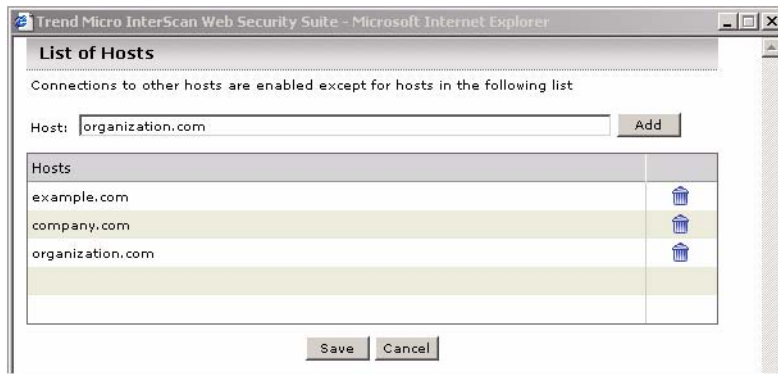 Trend Micro InterScan Web Security Suite - Microsoft Internet Explorer
List of Hosts
Connections to other hosts are enabled except for hosts in the following list
Host: organization.com Add
Hosts
example.com
company.com
organization.com
Save Cancel